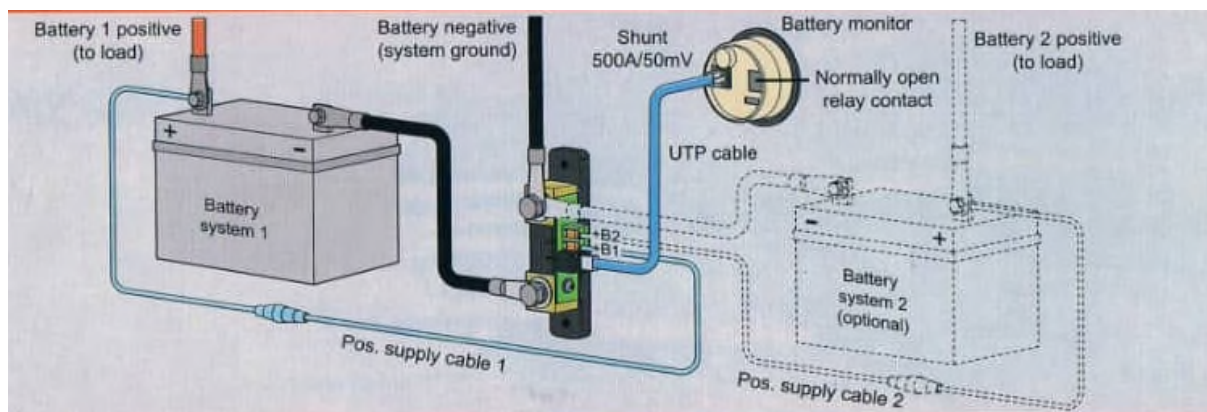 Battery 1 positive
(to load)
Battery negative
(system ground)
Shunt
500A/50mV
Battery monitor
Normally open
relay contact
Battery 2 positive
(to load)
UTP cable
+
-
Battery
system 1
+B2
+B1
-
+
Battery
system 2
(optional)
Pos. supply cable 1
Pos. supply cable 2